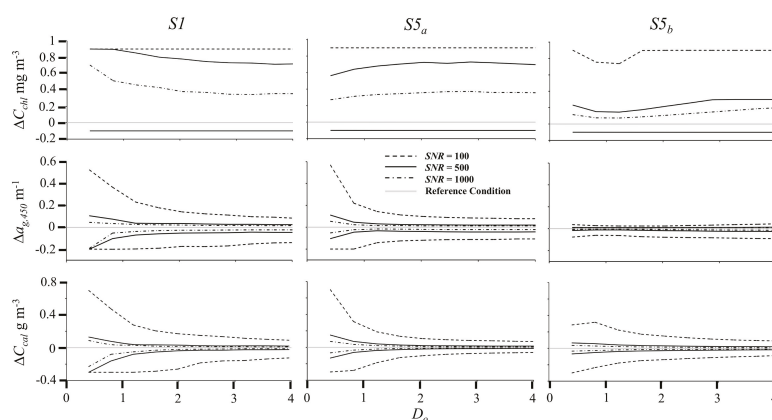 S1
S5a
S5b
ΔCchl mg m-3
1
0.8
0.6
0.4
0.2
0
-0.2
Δag,450 m-1
0.6
0.4
0.2
0
-0.2
SNR = 100
SNR = 500
SNR = 1000
Reference Condition
ΔCcal g m-3
0.8
0.4
0
-0.4
0 1 2 3 4
0 1 2 3 4
0 1 2 3 4